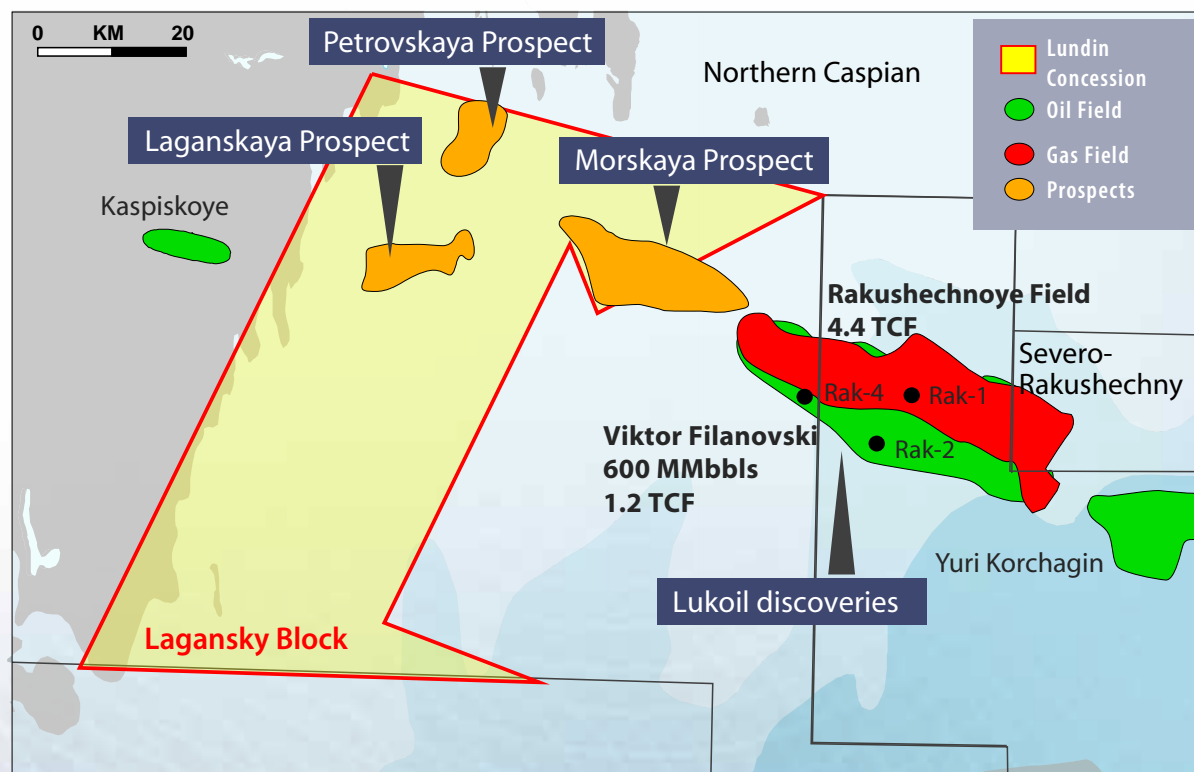 0 KM 20
Petrovskaya Prospect
Northern Caspian
Lundin
Concession
Oil Field
Gas Field
Prospects
Laganskaya Prospect
Morskaya Prospect
Kaspiskoye
Rakushechnoye Field
4.4 TCF
Severo-
Rakushechny
Rak-4
Rak-1
Viktor Filanovski
600 MMbbls
1.2 TCF
Rak-2
Yuri Korchagin
Lukoil discoveries
Lagansky Block